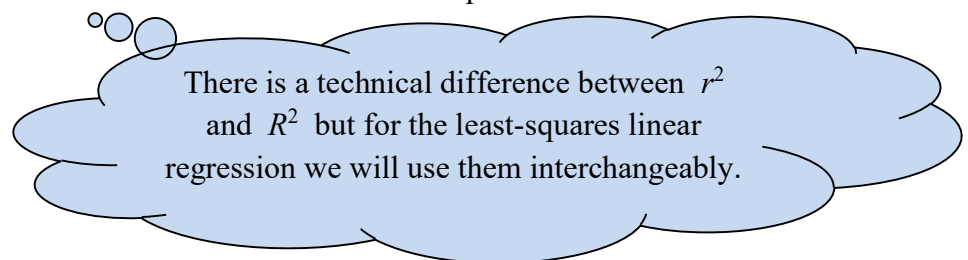 There is a technical difference between r²
and R² but for the least-squares linear
regression we will use them interchangeably.